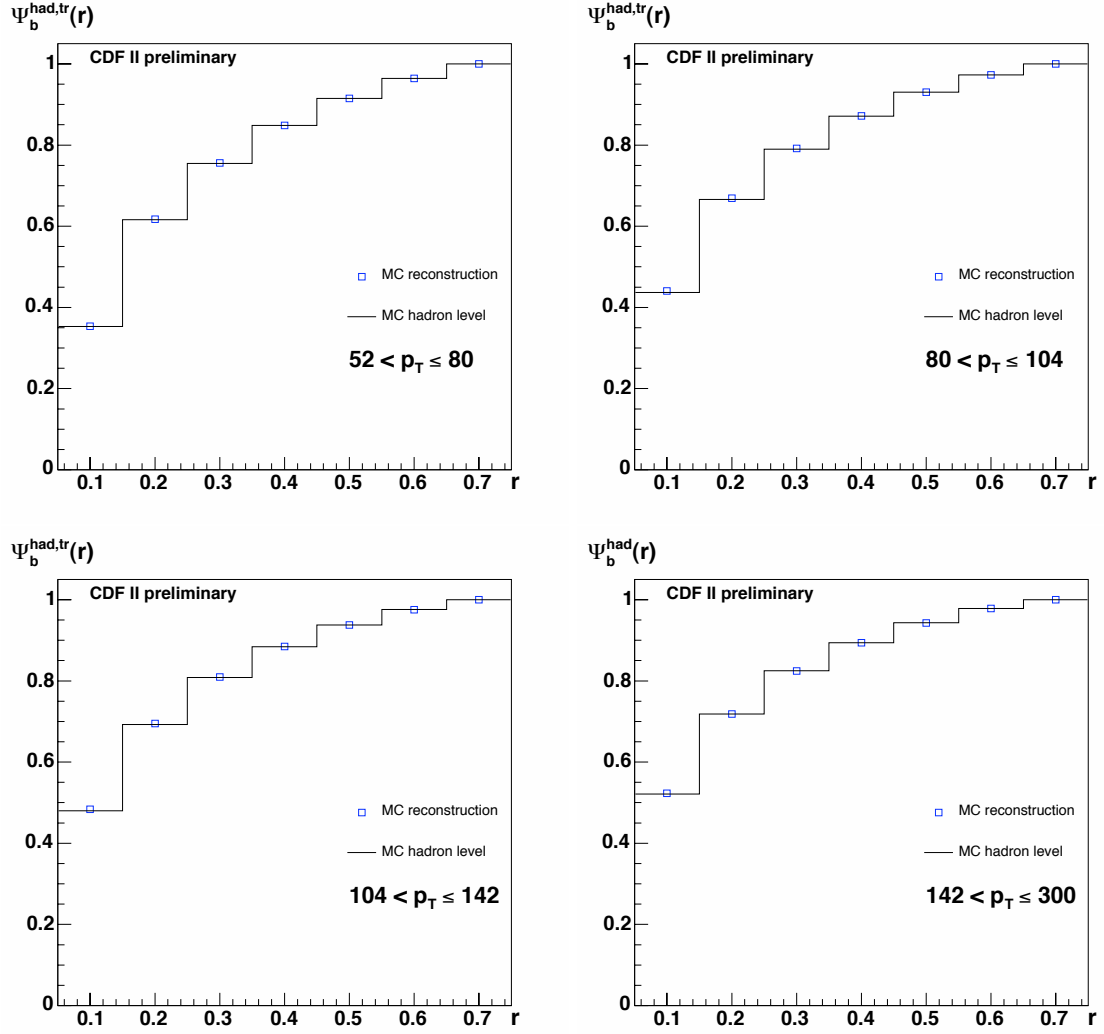 Ψ_b^had,tr(r)
CDF II preliminary
1
0.8
0.6
0.4
0.2
0
MC reconstruction
MC hadron level
52 < p_T ≤ 80
0.1 0.2 0.3 0.4 0.5 0.6 0.7 r
Ψ_b^had,tr(r)
CDF II preliminary
1
0.8
0.6
0.4
0.2
0
MC reconstruction
MC hadron level
80 < p_T ≤ 104
0.1 0.2 0.3 0.4 0.5 0.6 0.7 r
Ψ_b^had,tr(r)
CDF II preliminary
1
0.8
0.6
0.4
0.2
0
MC reconstruction
MC hadron level
104 < p_T ≤ 142
0.1 0.2 0.3 0.4 0.5 0.6 0.7 r
Ψ_b^had(r)
CDF II preliminary
1
0.8
0.6
0.4
0.2
0
MC reconstruction
MC hadron level
142 < p_T ≤ 300
0.1 0.2 0.3 0.4 0.5 0.6 0.7 r